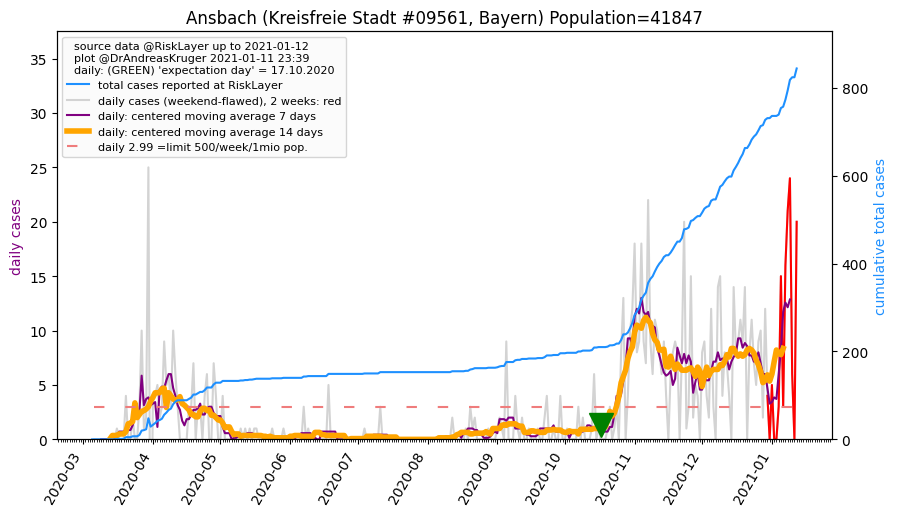 Ansbach (Kreisfreie Stadt #09561, Bayern) Population=41847
source data @RiskLayer up to 2021-01-12
plot @DrAndreasKruger 2021-01-11 23:39
daily: (GREEN) 'expectation day' = 17.10.2020
total cases reported at RiskLayer
daily cases (weekend-flawed), 2 weeks: red
daily: centered moving average 7 days
daily: centered moving average 14 days
daily 2.99 =limit 500/week/1mio pop.
daily cases
35
30
25
20
15
10
5
0
cumulative total cases
800
600
400
200
0
2020-03
2020-04
2020-05
2020-06
2020-07
2020-08
2020-09
2020-10
2020-11
2020-12
2021-01